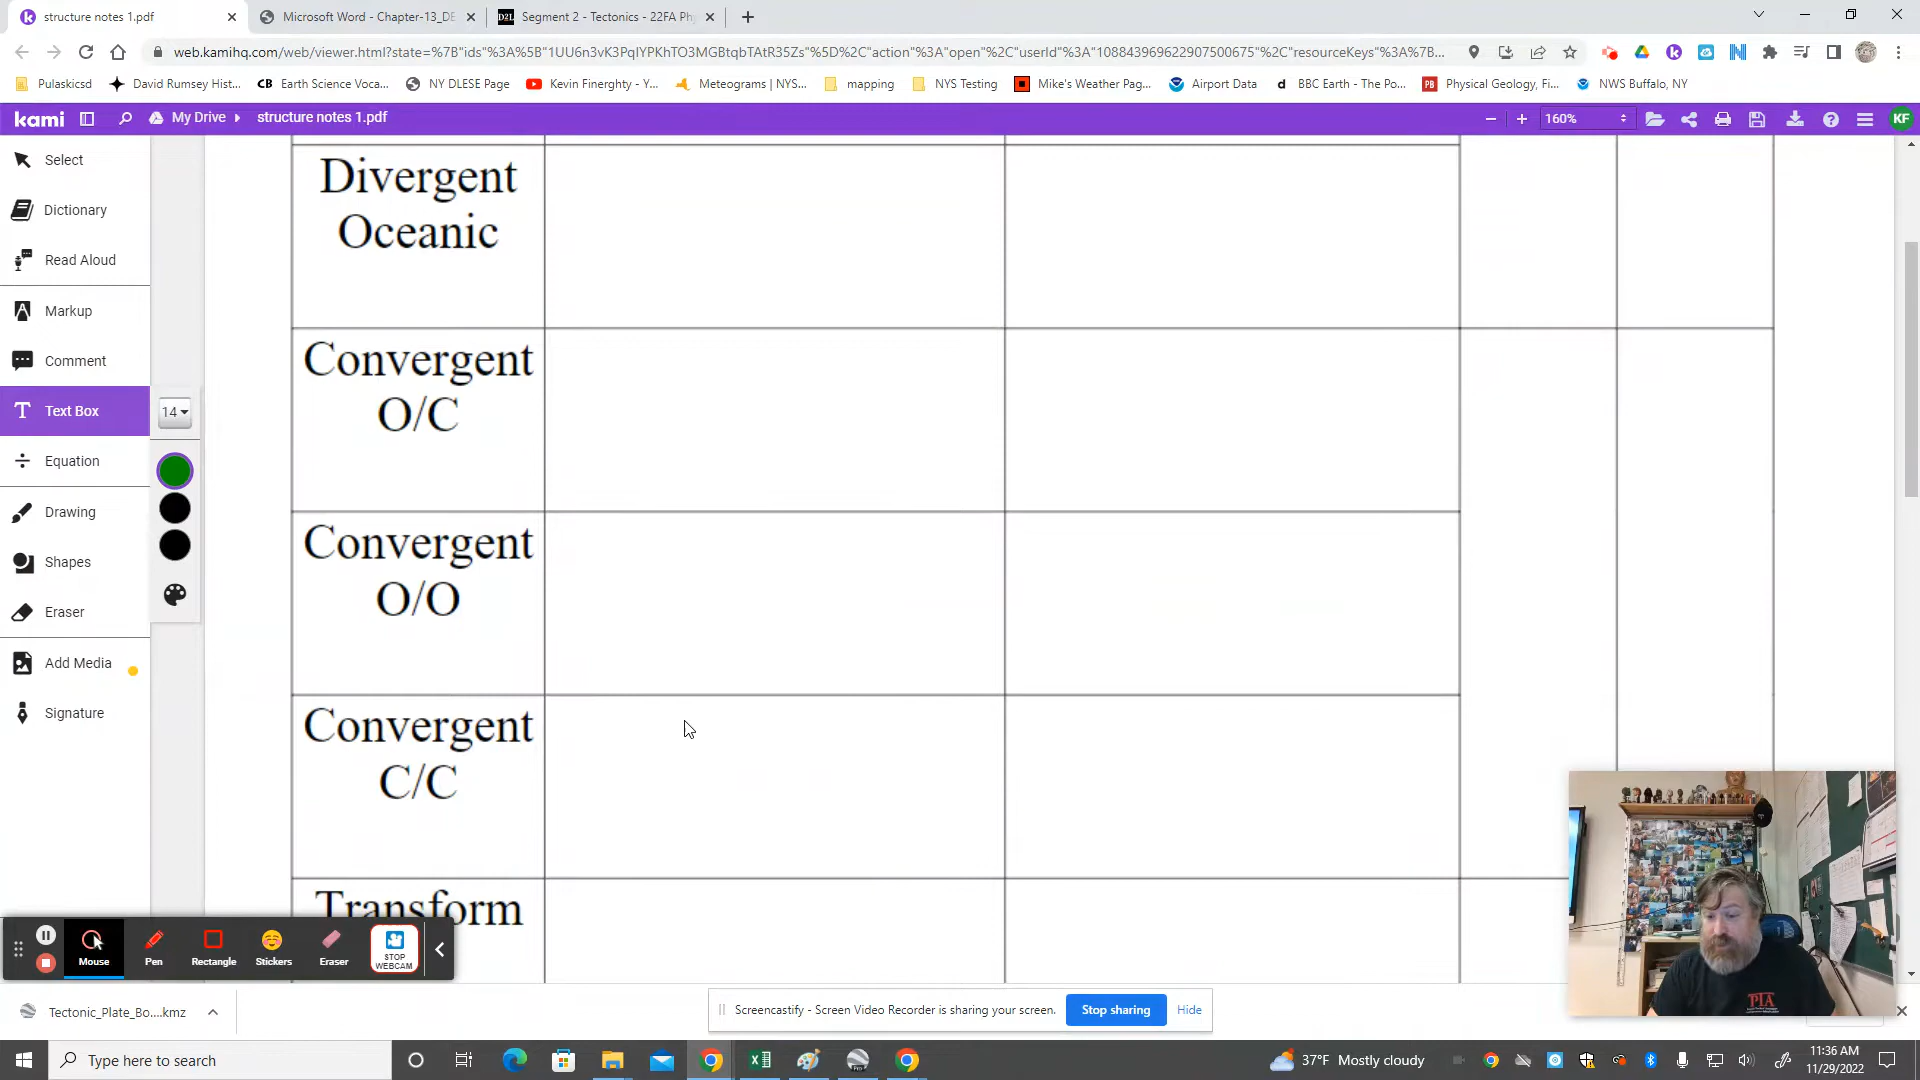 structure notes 1.pdf
Microsoft Word - Chapter-13_DE
D2L
Segment 2 - Tectonics - 22FA Ph
web.kamihq.com/web/viewer.html?state=%7B"ids"%3A%5B"1UU6n3vK3PqlYPKhTO3MGBtqbTAtR35Zs"%5D%2C"action"%3A"open"%2C"userId"%3A"108843969622907500675"%2C"resourceKeys"%3A%7B...
Pulaskicsd
David Rumsey Hist...
CB Earth Science Voca...
NY DLESE Page
Kevin Finerghty - Y...
Meteograms | NYS...
mapping
NYS Testing
Mike's Weather Pag...
Airport Data
d BBC Earth - The Po...
PB Physical Geology, Fi...
NWS Buffalo, NY
kami
My Drive
structure notes 1.pdf
160%
KF
Select
Dictionary
Read Aloud
Markup
Comment
Text Box
14
Equation
Drawing
Shapes
Eraser
Add Media
Signature
Divergent
Oceanic
Convergent
O/C
Convergent
O/O
Convergent
C/C
Transform
Mouse
Pen
Rectangle
Stickers
Eraser
STOP
WEBCAM
PIA
Tectonic_Plate_Bo....kmz
Screencastify - Screen Video Recorder is sharing your screen.
Stop sharing
Hide
Type here to search
37°F Mostly cloudy
11:36 AM
11/29/2022